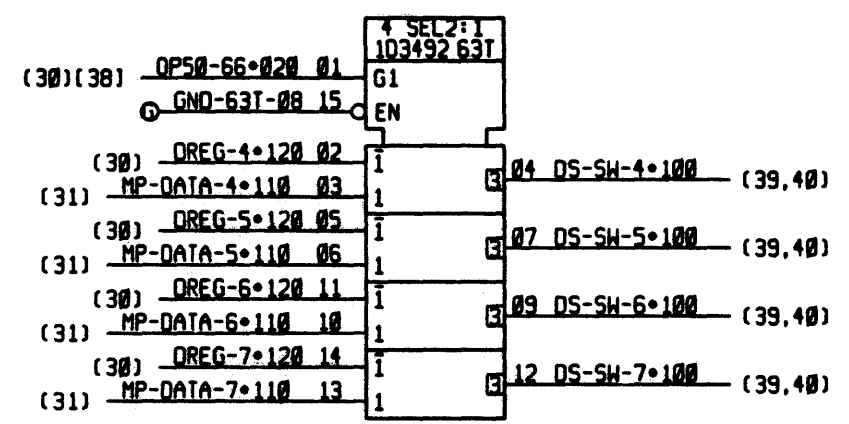 4 SEL2:1
1D3492 63T
(30)[38] OP50-66•020 01 G1
G GND-63T-08 15 EN
(30) DREG-4•120 02 1̄
3 04 DS-SW-4•100 (39,40)
(31) MP-DATA-4•110 03 1
(30) DREG-5•120 05 1̄
3 07 DS-SW-5•100 (39,40)
(31) MP-DATA-5•110 06 1
(30) DREG-6•120 11 1̄
3 09 DS-SW-6•100 (39,40)
(31) MP-DATA-6•110 10 1
(30) DREG-7•120 14 1̄
3 12 DS-SW-7•100 (39,40)
(31) MP-DATA-7•110 13 1